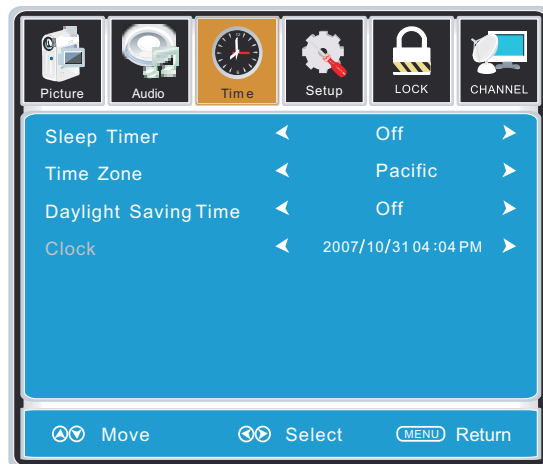 Picture Audio Time Setup LOCK CHANNEL
Sleep Timer Off
Time Zone Pacific
Daylight Saving Time Off
Clock 2007/10/31 04:04 PM
Move Select MENU Return